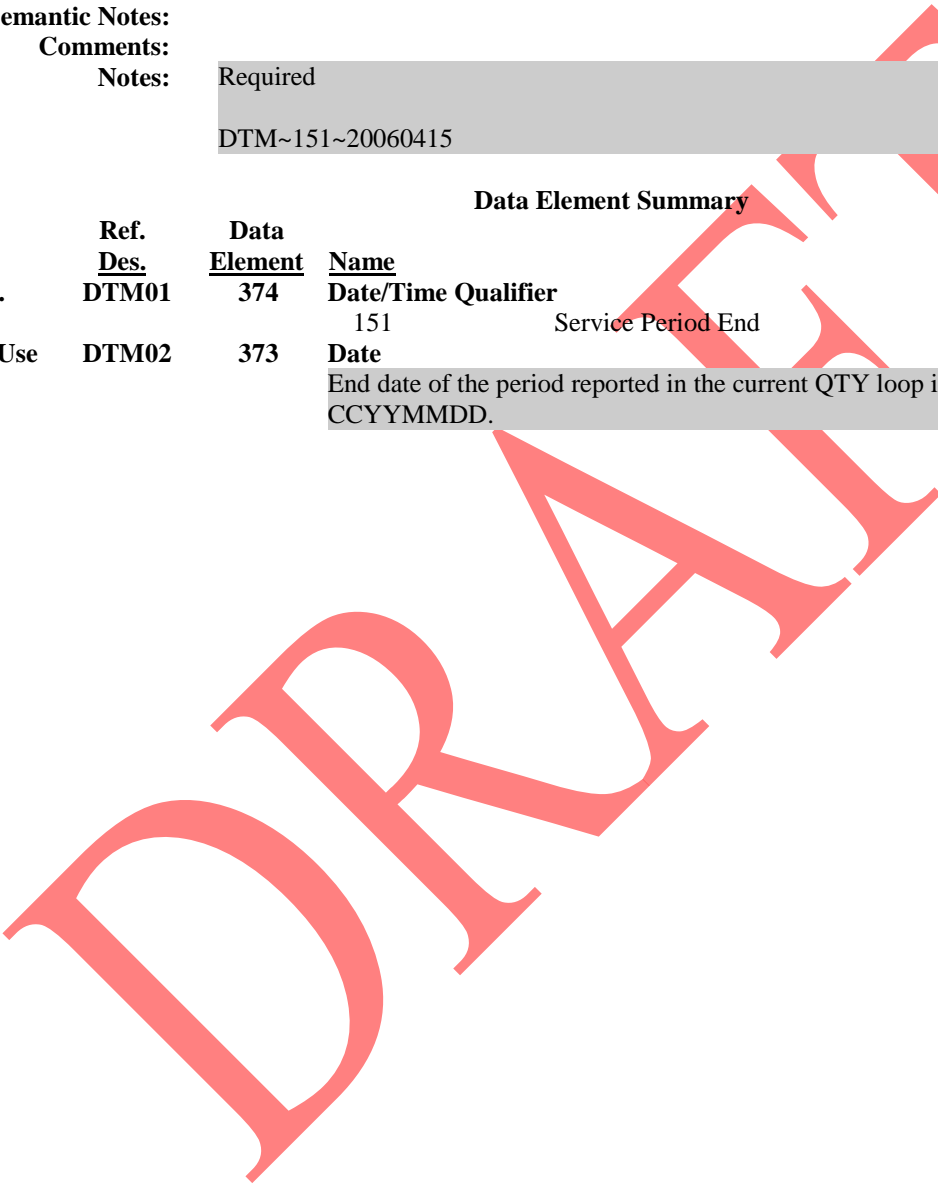 emantic Notes:
Comments:
Notes: Required
DTM~151~20060415
Data Element Summary
Ref. Data
Des. Element Name
. DTM01 374 Date/Time Qualifier
151 Service Period End
Use DTM02 373 Date
End date of the period reported in the current QTY loop i
CCYYMMDD.
DRAFT